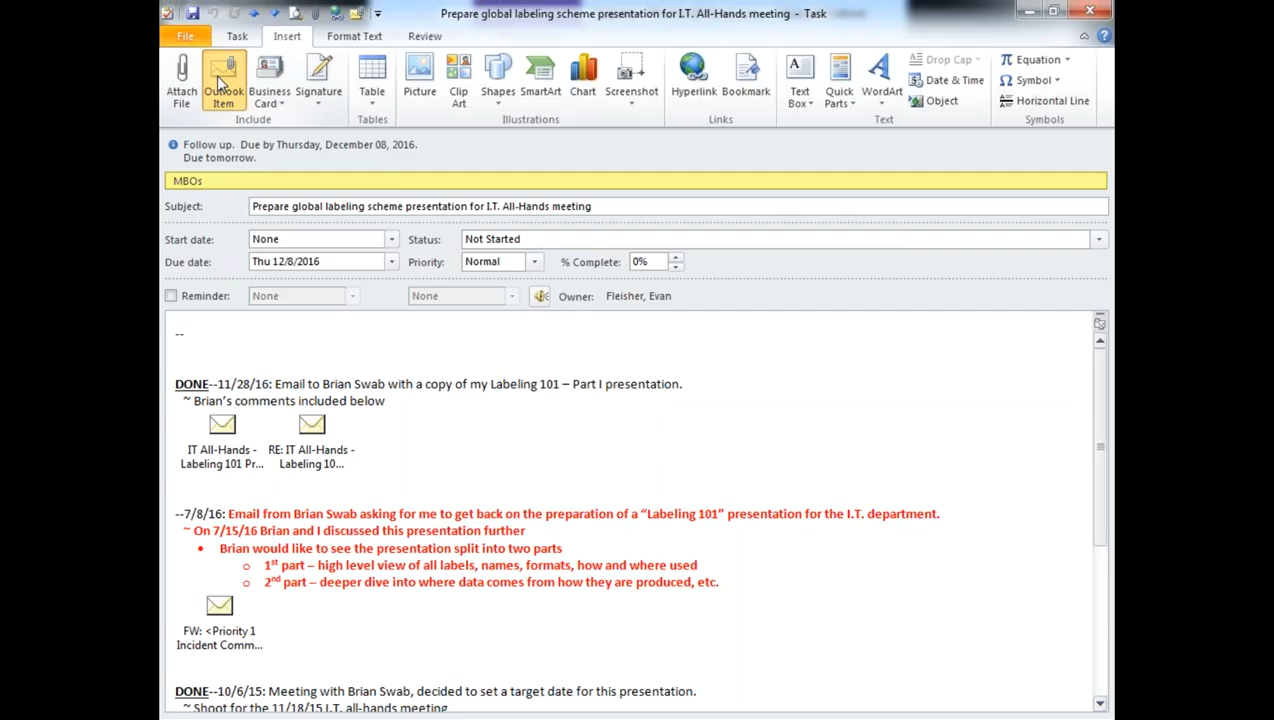 Prepare global labeling scheme presentation for I.T. All-Hands meeting - Task
File Task Insert Format Text Review
Attach File
Outlook Item
Business Card
Signature
Table
Picture
Clip Art
Shapes
SmartArt
Chart
Screenshot
Hyperlink
Bookmark
Text Box
Quick Parts
WordArt
Drop Cap
Date & Time
Object
Equation
Symbol
Horizontal Line
Include Tables Illustrations Links Text Symbols
Follow up. Due by Thursday, December 08, 2016.
Due tomorrow.
MBOs
Subject: Prepare global labeling scheme presentation for I.T. All-Hands meeting
Start date: None Status: Not Started
Due date: Thu 12/8/2016 Priority: Normal % Complete: 0%
Reminder: None None Owner: Fleisher, Evan
--
DONE--11/28/16: Email to Brian Swab with a copy of my Labeling 101 – Part I presentation.
~ Brian's comments included below
IT All-Hands - RE: IT All-Hands -
Labeling 101 Pr... Labeling 10...
--7/8/16: Email from Brian Swab asking for me to get back on the preparation of a “Labeling 101” presentation for the I.T. department.
~ On 7/15/16 Brian and I discussed this presentation further
• Brian would like to see the presentation split into two parts
o 1st part – high level view of all labels, names, formats, how and where used
o 2nd part – deeper dive into where data comes from how they are produced, etc.
FW: <Priority 1
Incident Comm...
DONE--10/6/15: Meeting with Brian Swab, decided to set a target date for this presentation.
~ Shoot for the 11/18/15 I.T. all-hands meeting